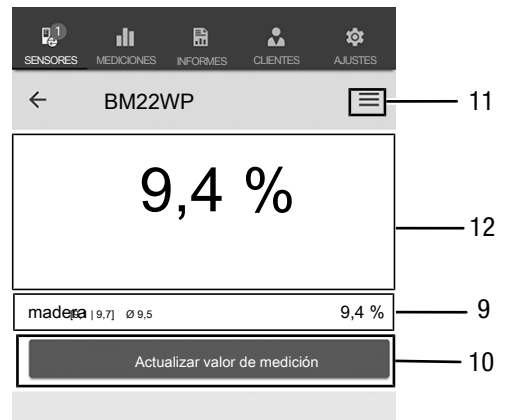 1
SENSORES MEDICIONES INFORMES CLIENTES AJUSTES
BM22WP
11
9,4 %
12
madera | 9,7] Ø 9,5 9,4 %
9
Actualizar valor de medición
10